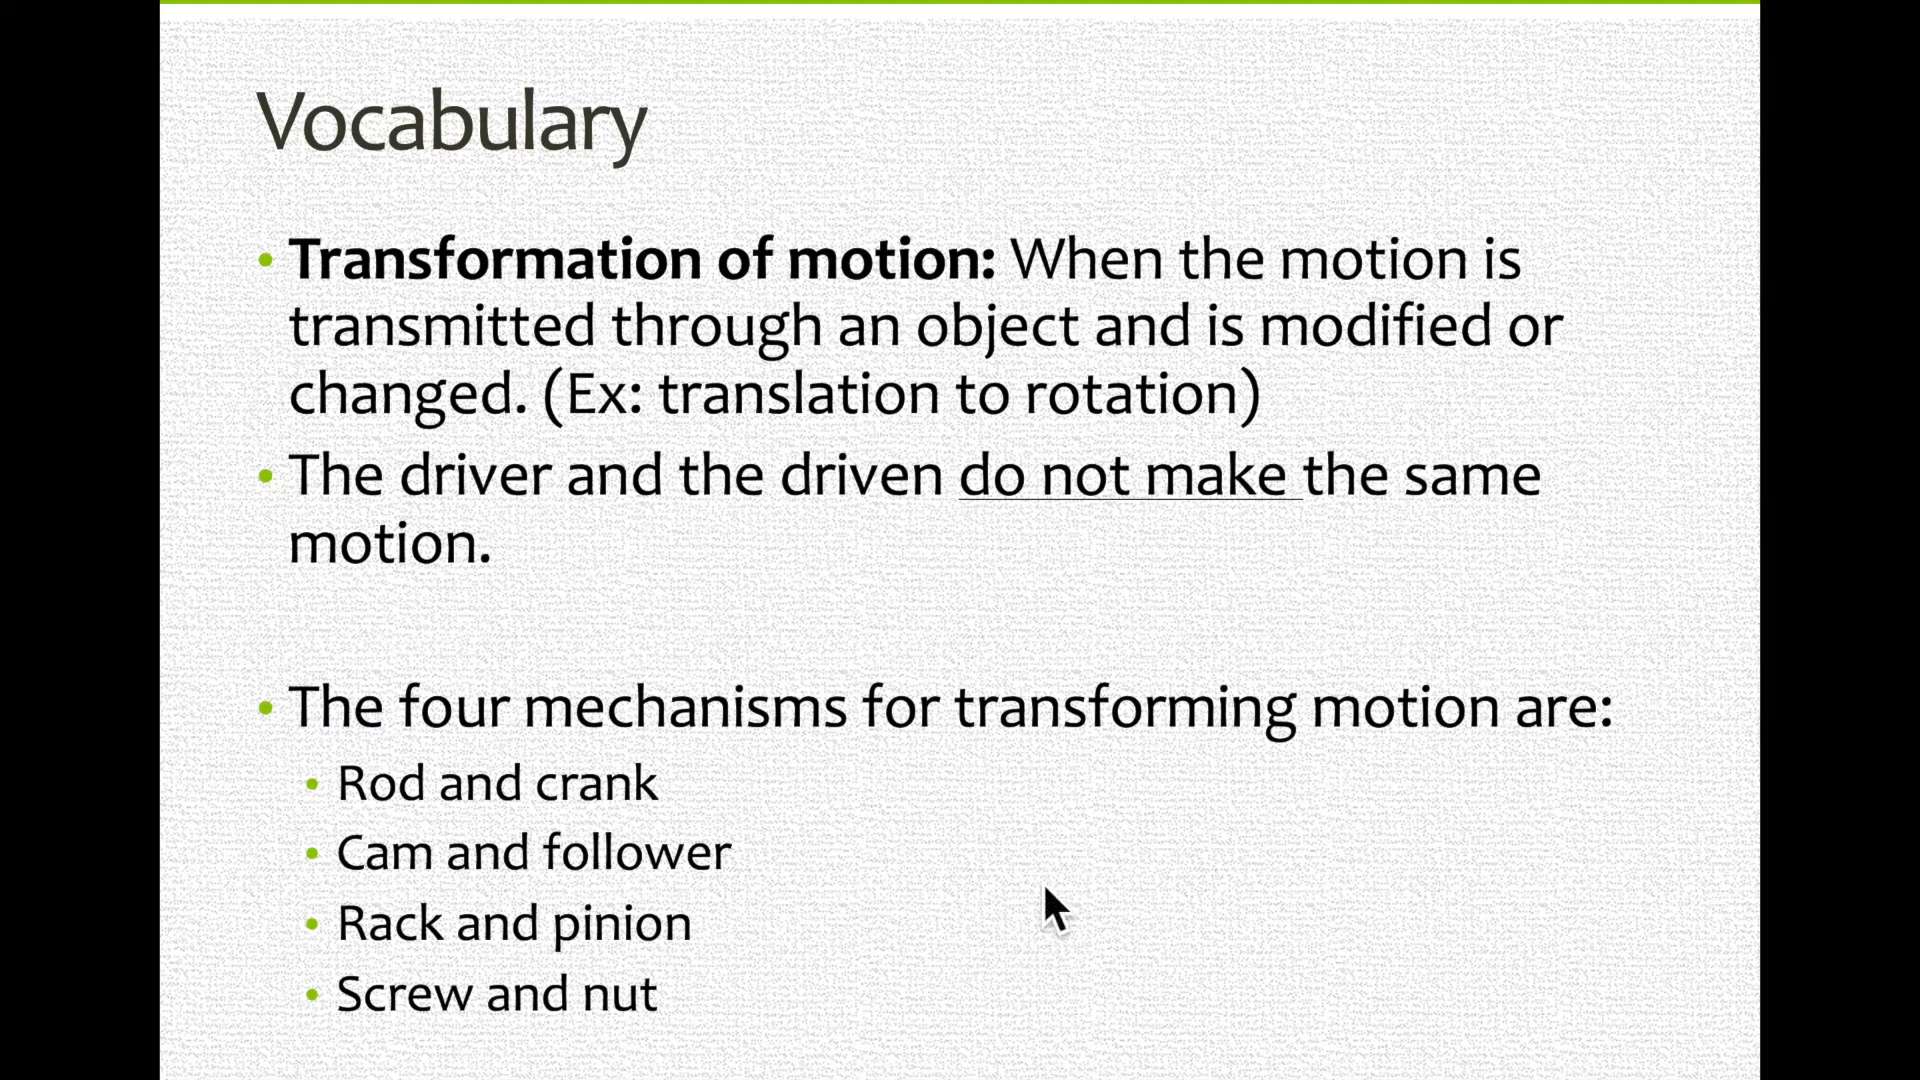 Vocabulary
• Transformation of motion: When the motion is
transmitted through an object and is modified or
changed. (Ex: translation to rotation)
• The driver and the driven do not make the same
motion.
• The four mechanisms for transforming motion are:
• Rod and crank
• Cam and follower
• Rack and pinion
• Screw and nut